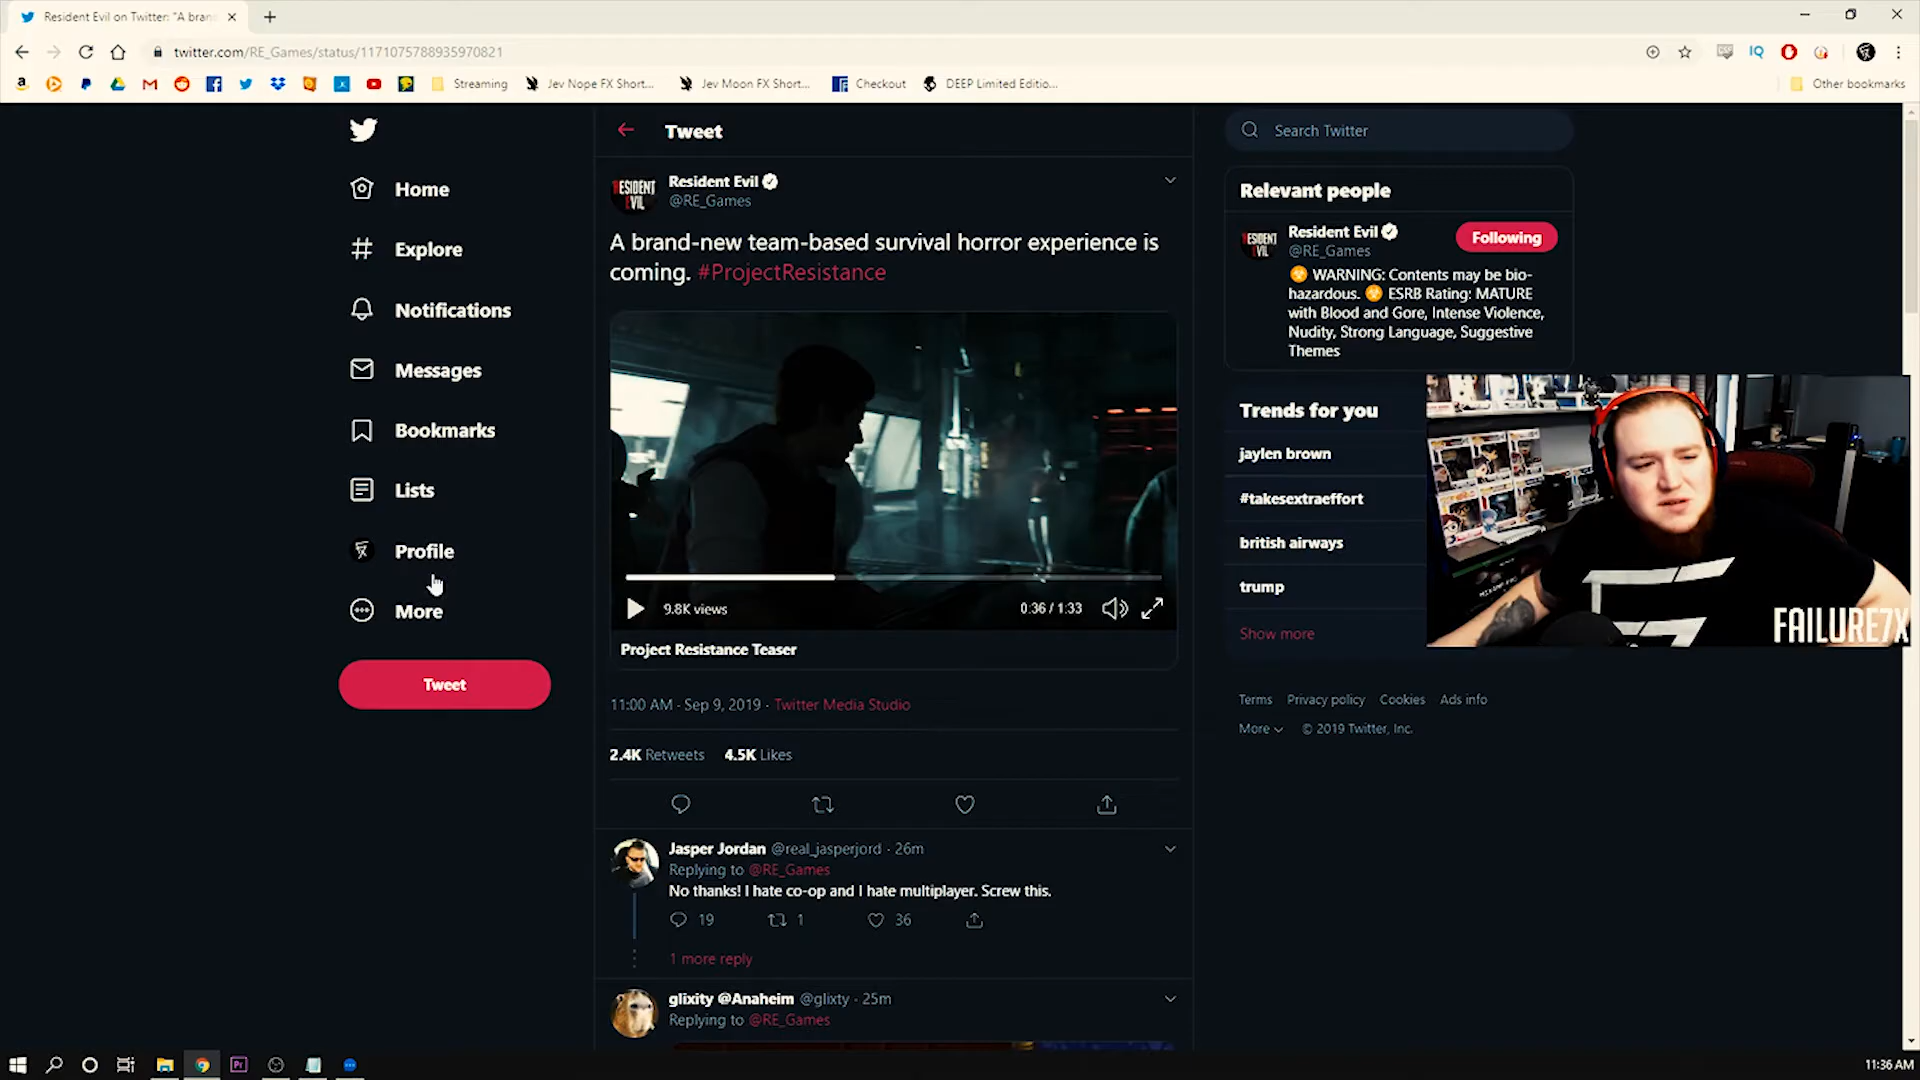 Resident Evil on Twitter: "A bran
twitter.com/RE_Games/status/1171075788935970821
Streaming
Jev Nope FX Short...
Jev Moon FX Short...
Checkout
DEEP Limited Editio...
Other bookmarks
Home
Explore
Notifications
Messages
Bookmarks
Lists
Profile
More
Tweet
Tweet
RESIDENT EVIL
Resident Evil
@RE_Games
A brand-new team-based survival horror experience is
coming. #ProjectResistance
9.8K views
0:36 / 1:33
Project Resistance Teaser
11:00 AM · Sep 9, 2019 · Twitter Media Studio
2.4K Retweets 4.5K Likes
Jasper Jordan @real_jasperjord · 26m
Replying to @RE_Games
No thanks! I hate co-op and I hate multiplayer. Screw this.
19 1 36
1 more reply
glixity @Anaheim @glixty · 25m
Replying to @RE_Games
Search Twitter
Relevant people
RESIDENT EVIL
Resident Evil
@RE_Games
Following
WARNING: Contents may be bio-
hazardous. ESRB Rating: MATURE
with Blood and Gore, Intense Violence,
Nudity, Strong Language, Suggestive
Themes
Trends for you
jaylen brown
#takesextraeffort
british airways
trump
Show more
Terms Privacy policy Cookies Ads info
More © 2019 Twitter, Inc.
FAILURE7X
Pr
11:36 AM